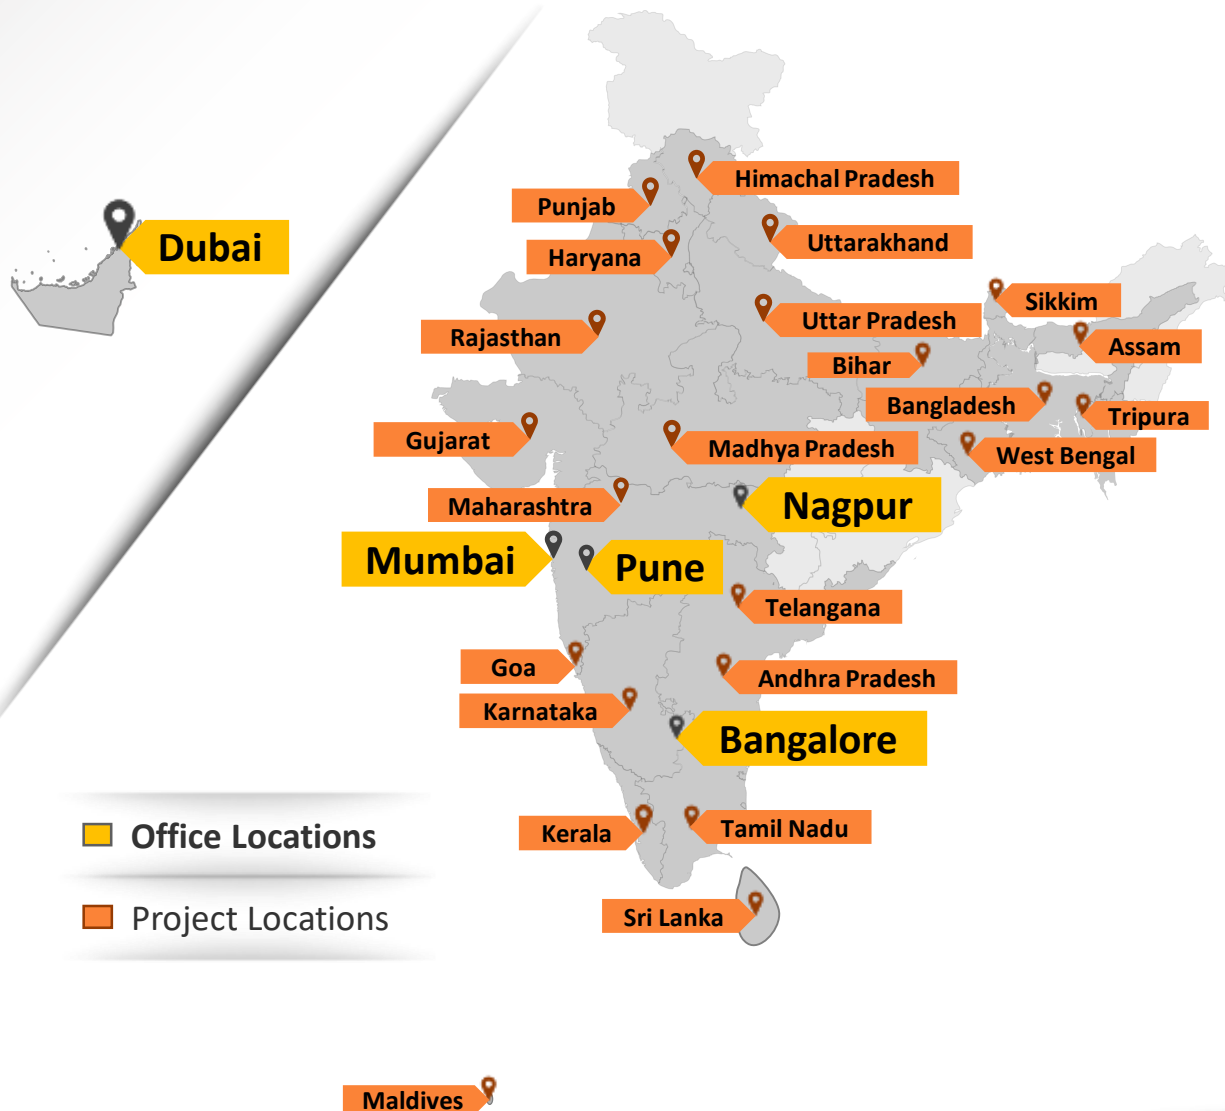 Himachal Pradesh
Punjab
Dubai
Uttarakhand
Haryana
Sikkim
Uttar Pradesh
Rajasthan
Assam
Bihar
Bangladesh
Tripura
Gujarat
Madhya Pradesh
West Bengal
Maharashtra
Nagpur
Mumbai
Pune
Telangana
Goa
Andhra Pradesh
Karnataka
Bangalore
Office Locations
Kerala
Tamil Nadu
Project Locations
Sri Lanka
Maldives